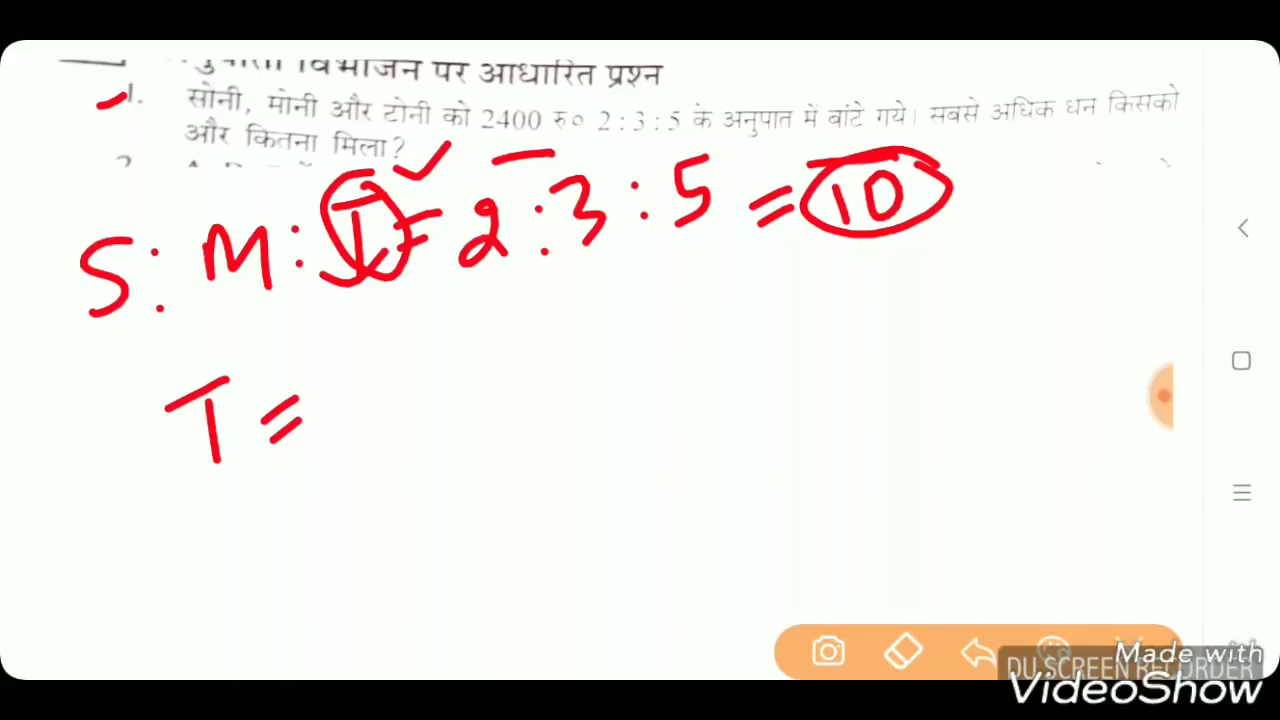 विभाजन पर आधारित प्रश्न
1. सोनी, मोनी और टोनी को 2400 रु० 2 : 3 : 5 के अनुपात में बांटे गये। सबसे अधिक धन किसको
और कितना मिला?
S : M : T = 2 : 3 : 5 = 10
T =
Made with
DU SCREEN RECORDER
VideoShow